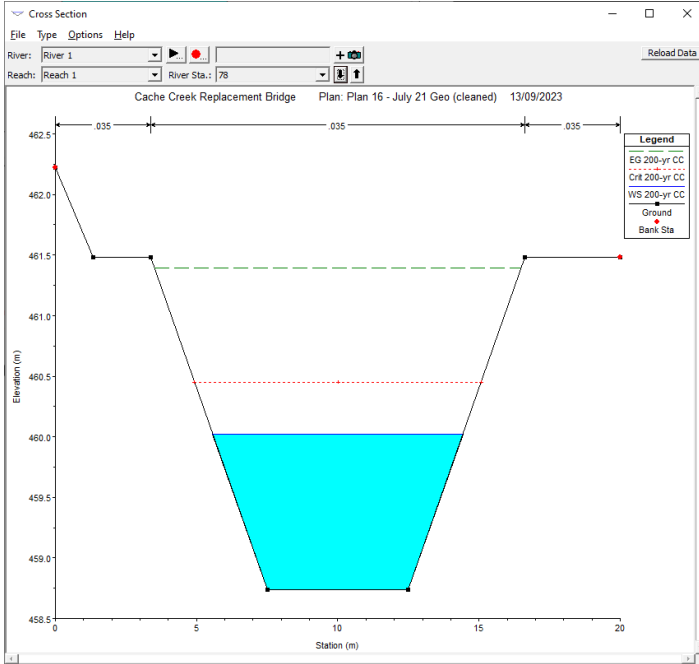 Cross Section
File Type Options Help
River: River 1
Reload Data
Reach: Reach 1 River Sta.: 78
Cache Creek Replacement Bridge Plan: Plan 16 - July 21 Geo (cleaned) 13/09/2023
.035 .035 .035
Legend
EG 200-yr CC
Crit 200-yr CC
WS 200-yr CC
Ground
Bank Sta
462.5
462.0
461.5
461.0
460.5
460.0
459.5
459.0
458.5
Elevation (m)
0 5 10 15 20
Station (m)